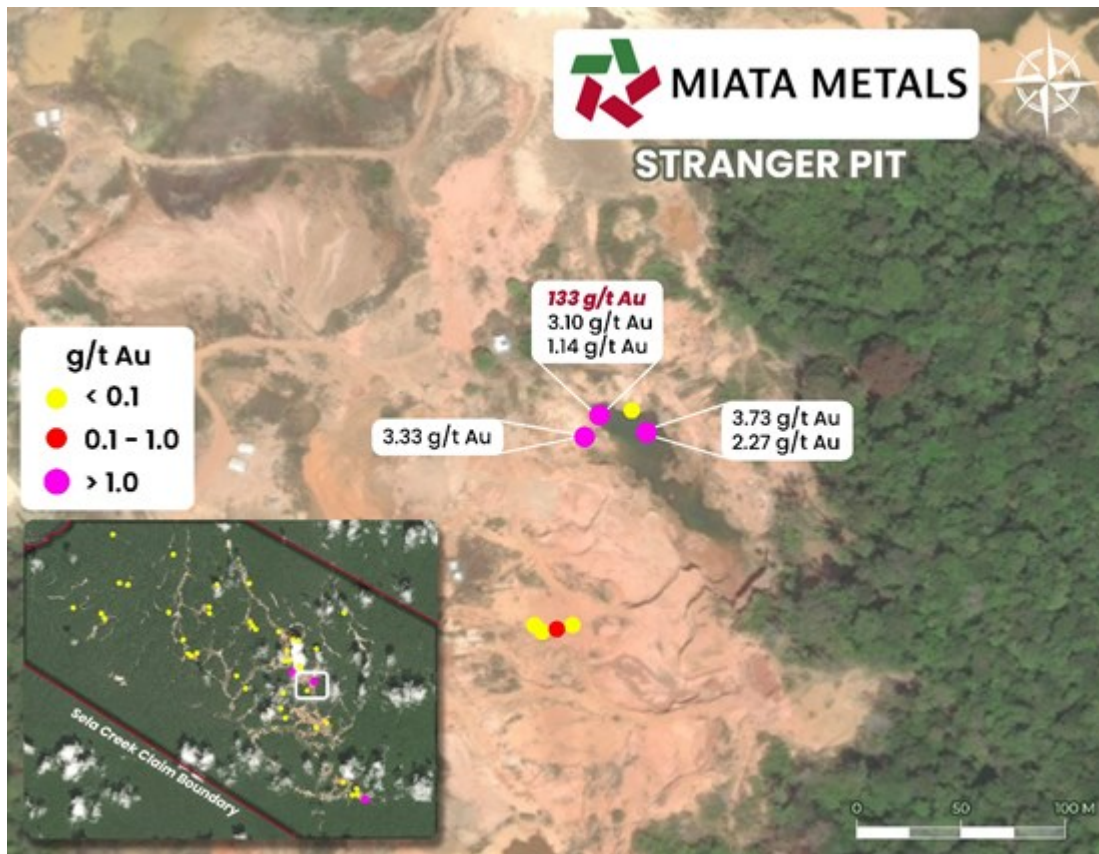 MIATA METALS
STRANGER PIT
133 g/t Au
3.10 g/t Au
1.14 g/t Au
3.33 g/t Au
3.73 g/t Au
2.27 g/t Au
g/t Au
< 0.1
0.1 - 1.0
> 1.0
Sela Creek Claim Boundary
0 50 100 M